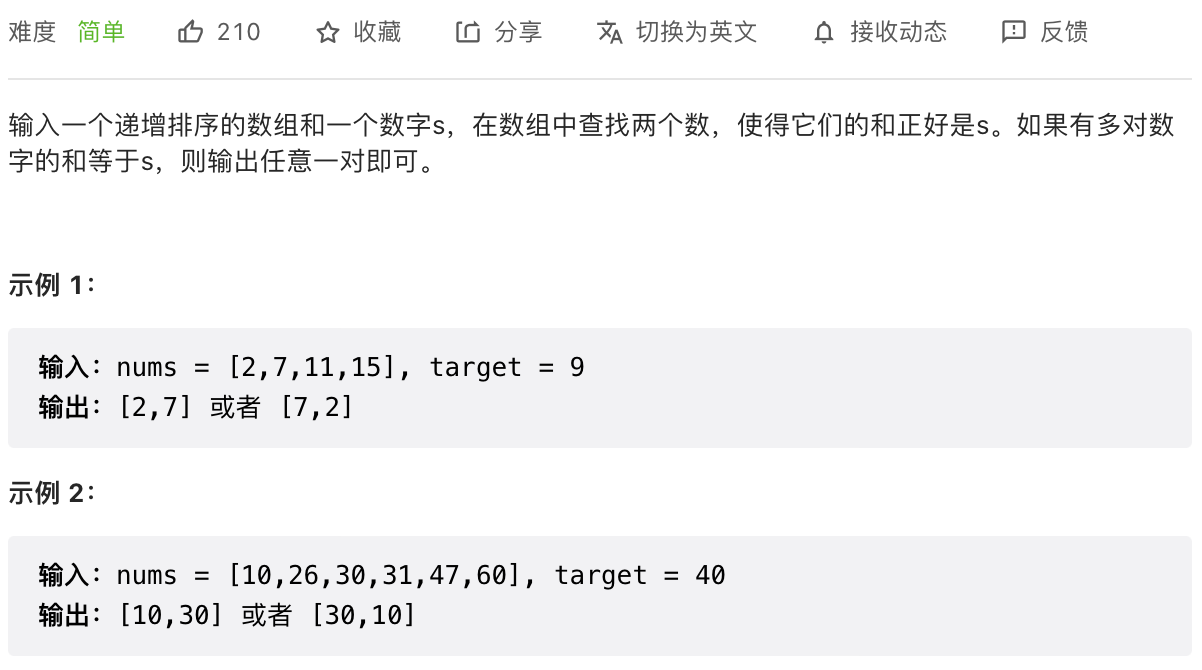 难度 简单 210 收藏 分享 切换为英文 接收动态 反馈
输入一个递增排序的数组和一个数字s，在数组中查找两个数，使得它们的和正好是s。如果有多对数
字的和等于s，则输出任意一对即可。
示例 1：
输入：nums = [2,7,11,15], target = 9
输出：[2,7] 或者 [7,2]
示例 2：
输入：nums = [10,26,30,31,47,60], target = 40
输出：[10,30] 或者 [30,10]